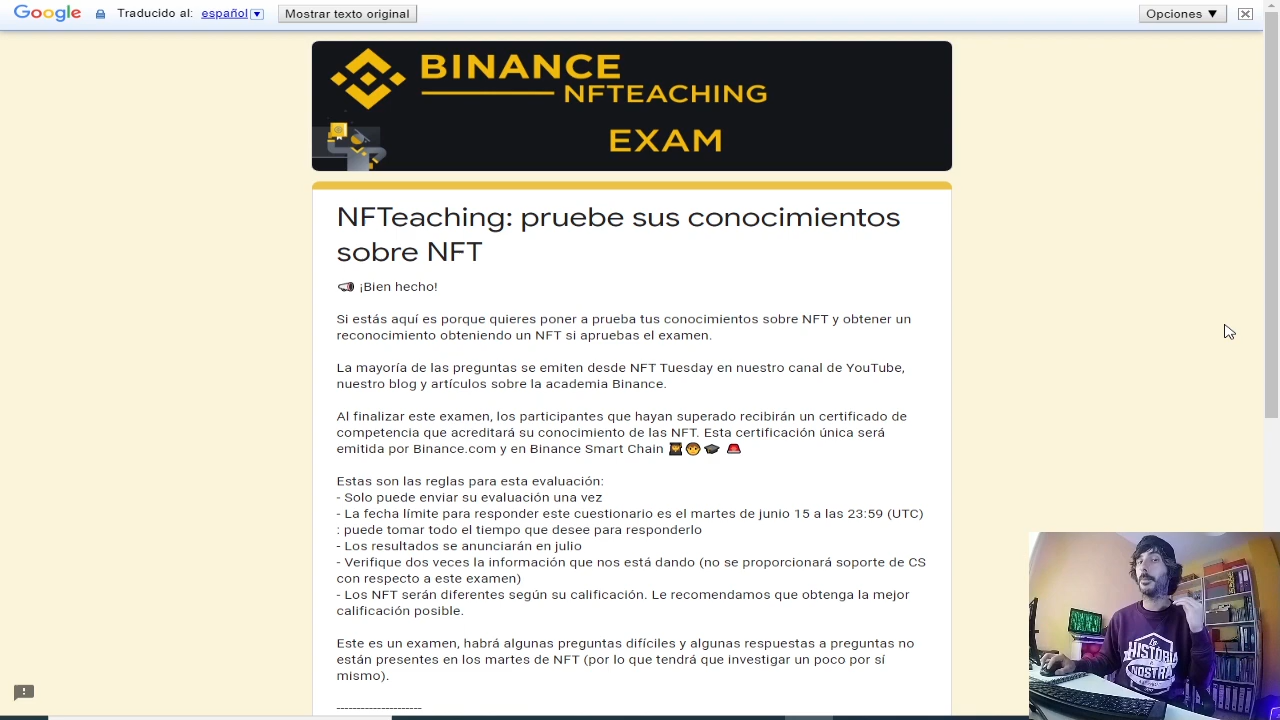 Google Traducido al: español Mostrar texto original Opciones ▼
BINANCE
NFTEACHING
EXAM
NFTeaching: pruebe sus conocimientos
sobre NFT
¡Bien hecho!
Si estás aquí es porque quieres poner a prueba tus conocimientos sobre NFT y obtener un
reconocimiento obteniendo un NFT si apruebas el examen.
La mayoría de las preguntas se emiten desde NFT Tuesday en nuestro canal de YouTube,
nuestro blog y artículos sobre la academia Binance.
Al finalizar este examen, los participantes que hayan superado recibirán un certificado de
competencia que acreditará su conocimiento de las NFT. Esta certificación única será
emitida por Binance.com y en Binance Smart Chain
Estas son las reglas para esta evaluación:
- Solo puede enviar su evaluación una vez
- La fecha límite para responder este cuestionario es el martes de junio 15 a las 23:59 (UTC)
: puede tomar todo el tiempo que desee para responderlo
- Los resultados se anunciarán en julio
- Verifique dos veces la información que nos está dando (no se proporcionará soporte de CS
con respecto a este examen)
- Los NFT serán diferentes según su calificación. Le recomendamos que obtenga la mejor
calificación posible.
Este es un examen, habrá algunas preguntas difíciles y algunas respuestas a preguntas no
están presentes en los martes de NFT (por lo que tendrá que investigar un poco por sí
mismo).
---------------------
HISTORIA
NOSTRA